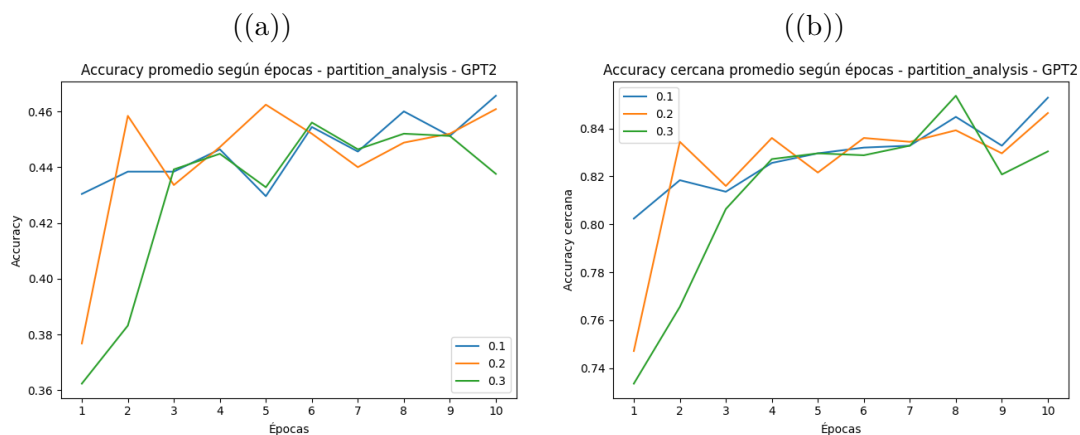 ((a))
Accuracy promedio según épocas - partition_analysis - GPT2
0.46
0.44
0.42
0.40
0.38
0.36
Accuracy
1 2 3 4 5 6 7 8 9 10
Épocas
0.1
0.2
0.3
((b))
Accuracy cercana promedio según épocas - partition_analysis - GPT2
0.1
0.2
0.3
0.84
0.82
0.80
0.78
0.76
0.74
Accuracy cercana
1 2 3 4 5 6 7 8 9 10
Épocas